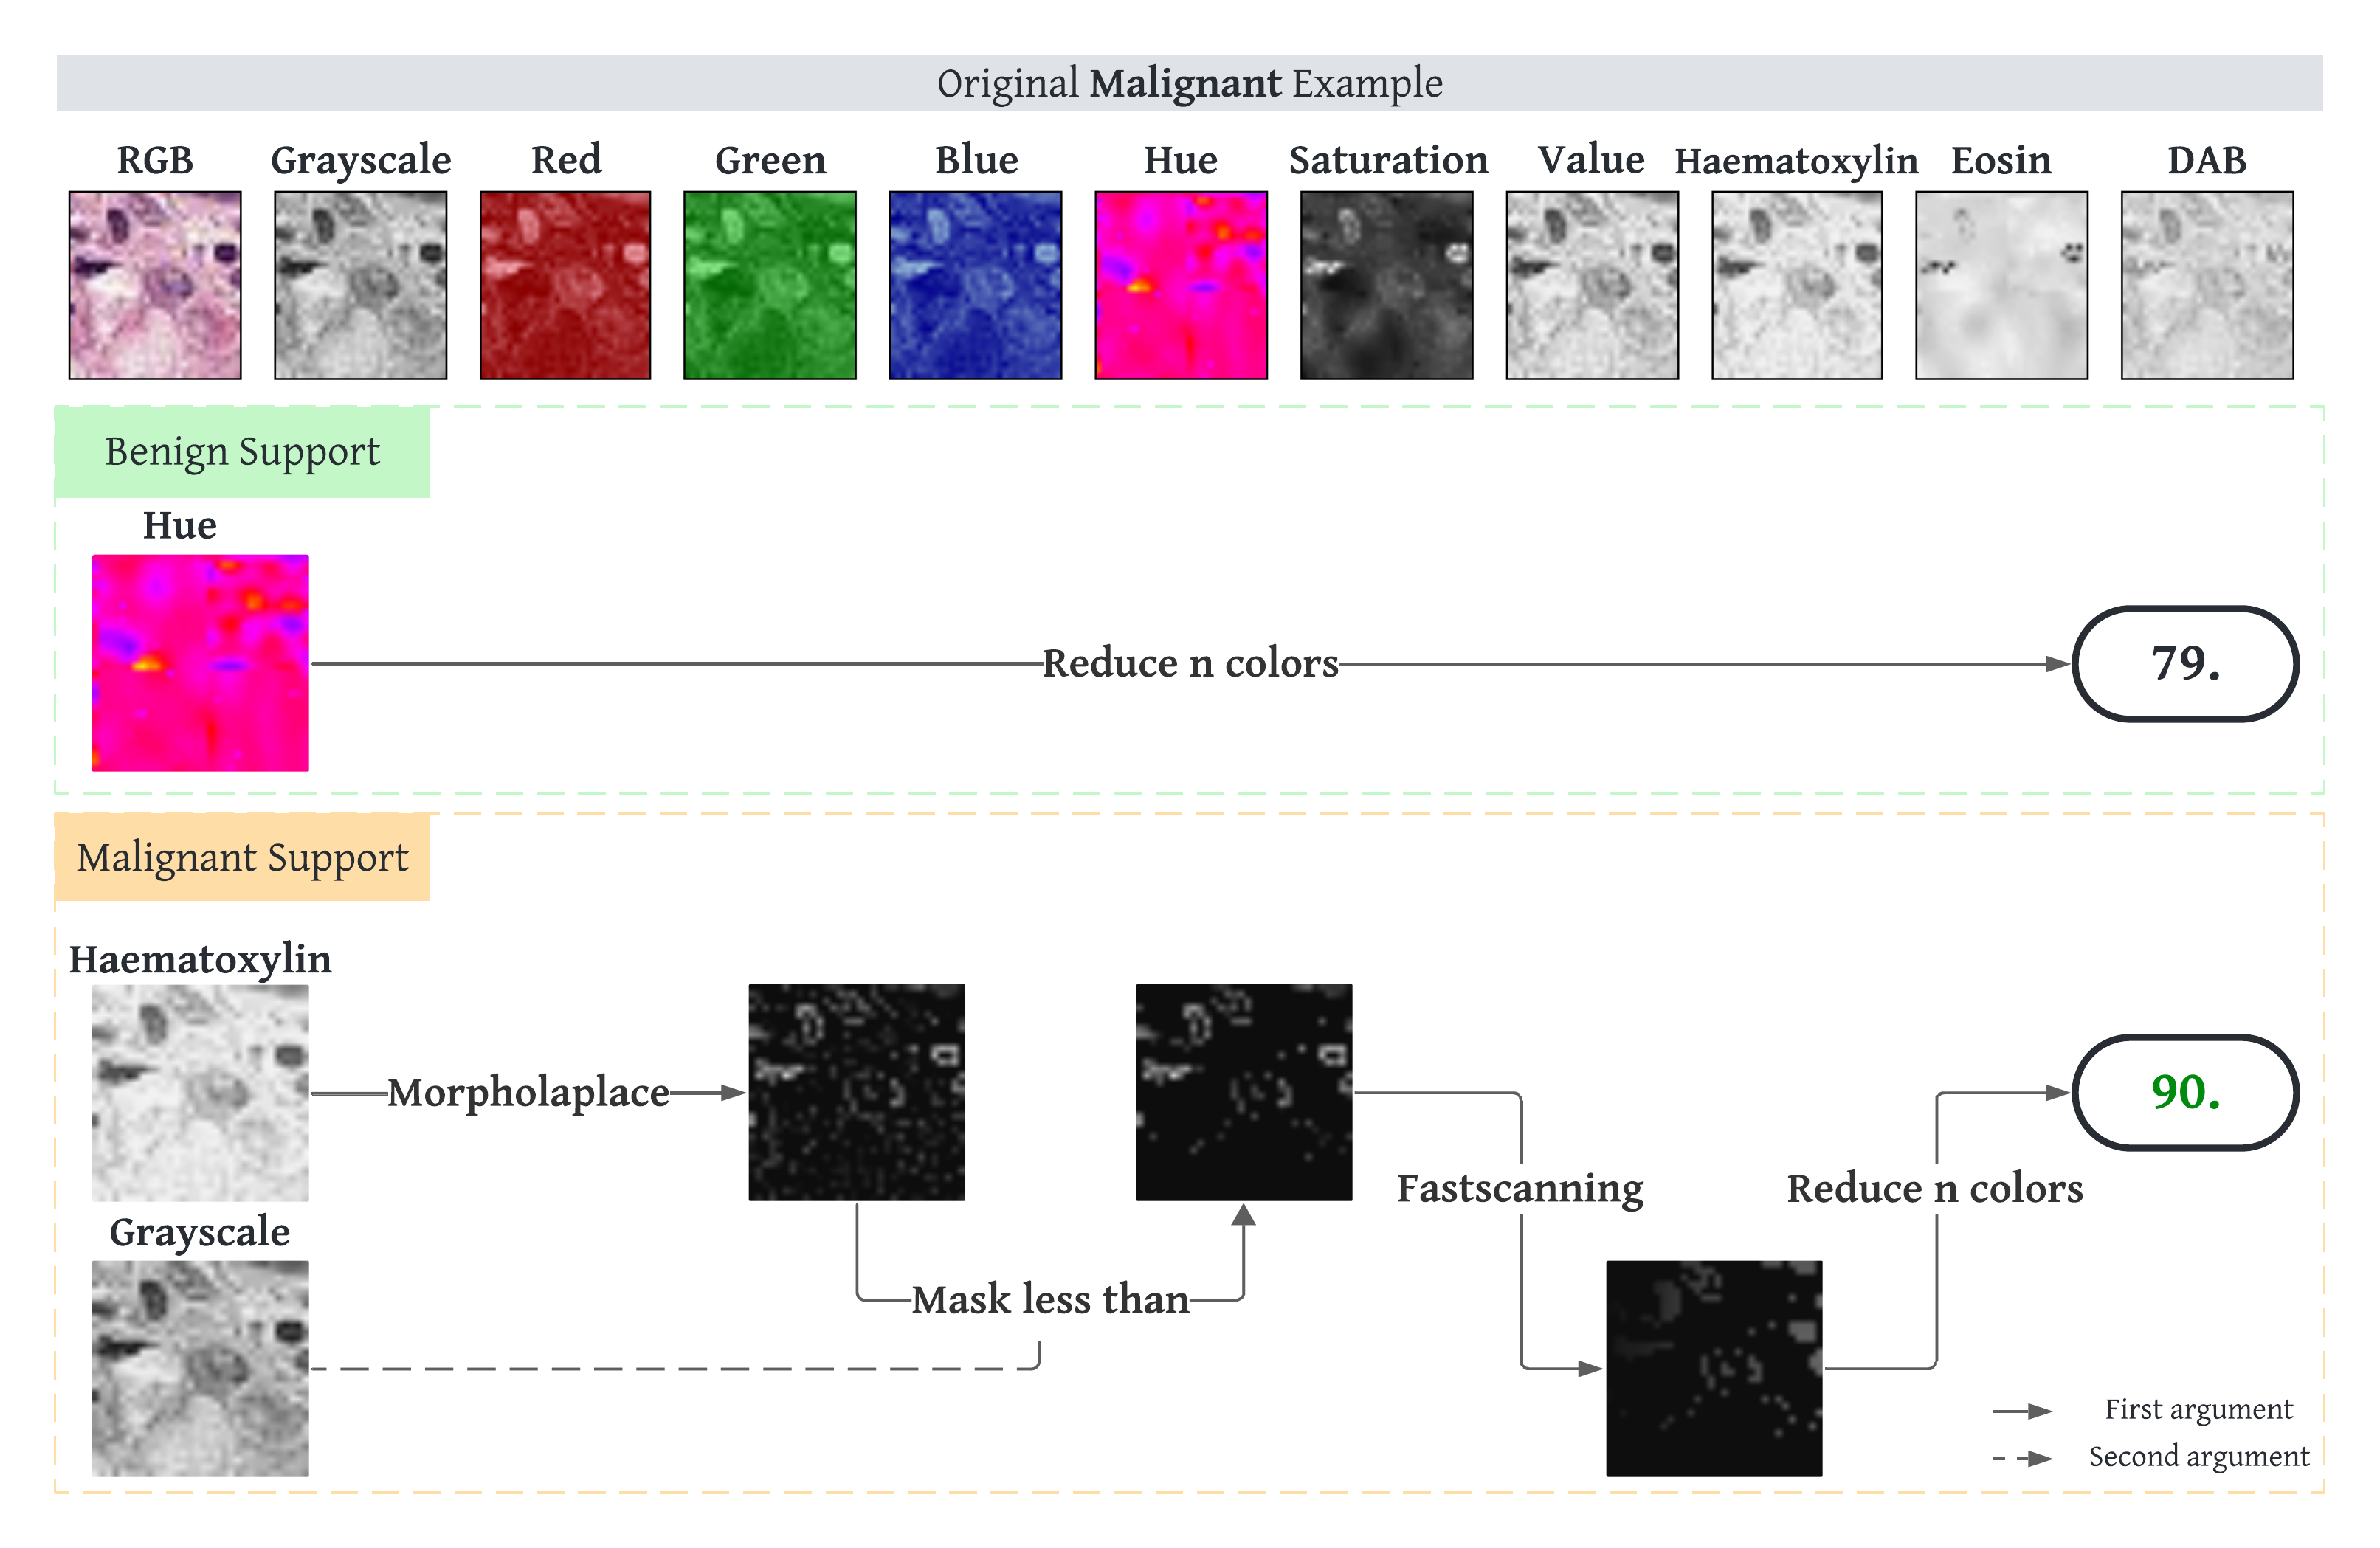 Original Malignant Example
RGB Grayscale Red Green Blue Hue Saturation Value Haematoxylin Eosin DAB
Benign Support
Hue
Reduce n colors
79.
Malignant Support
Haematoxylin
Morpholaplace
90.
Fastscanning
Reduce n colors
Grayscale
Mask less than
First argument
Second argument